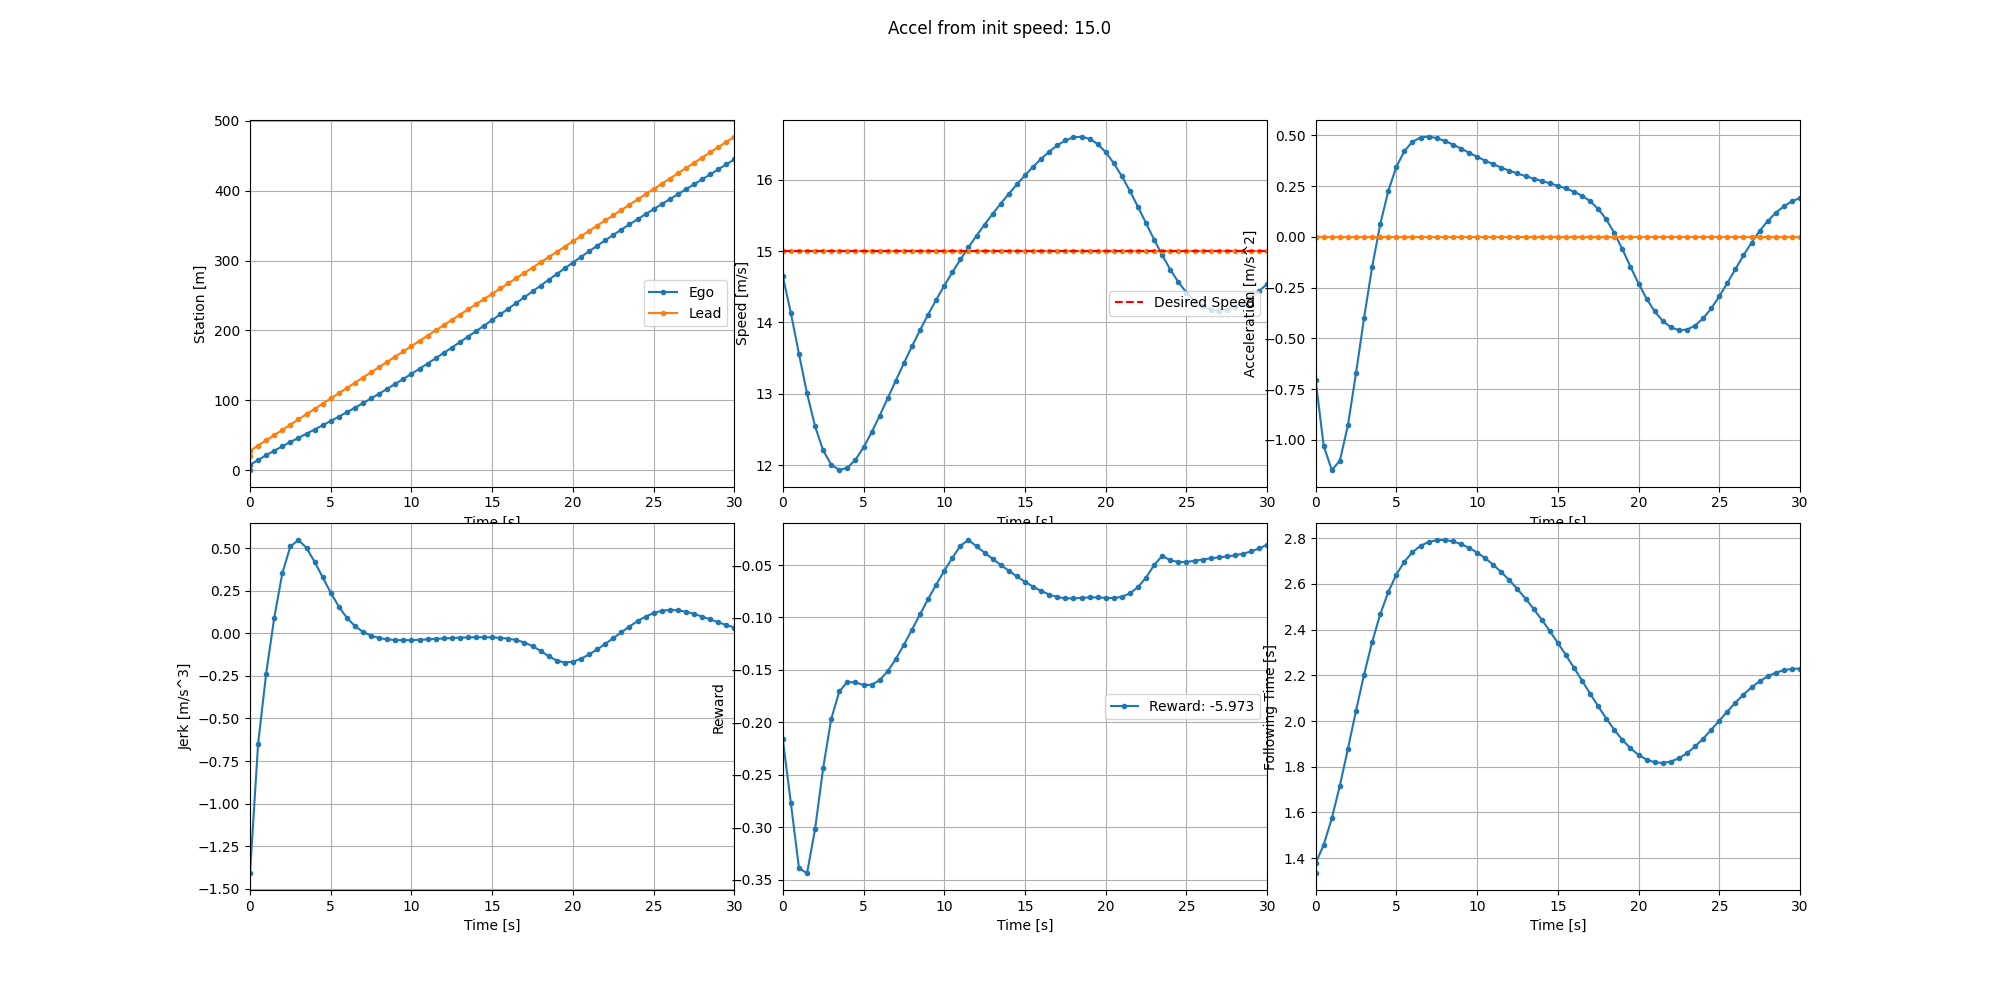 Accel from init speed: 15.0
500
400
300
200
100
0
Station [m]
Ego
Lead
0 5 10 15 20 25 30
Time [s]
16
15
14
13
12
Speed [m/s]
Desired Speed
0 5 10 15 20 25 30
Time [s]
0.50
0.25
0.00
−0.25
−0.50
−0.75
−1.00
Acceleration [m/s^2]
0 5 10 15 20 25 30
Time [s]
0.50
0.25
0.00
−0.25
−0.50
−0.75
−1.00
−1.25
−1.50
Jerk [m/s^3]
0 5 10 15 20 25 30
Time [s]
−0.05
−0.10
−0.15
−0.20
−0.25
−0.30
−0.35
Reward
Reward: -5.973
0 5 10 15 20 25 30
Time [s]
2.8
2.6
2.4
2.2
2.0
1.8
1.6
1.4
Following Time [s]
0 5 10 15 20 25 30
Time [s]